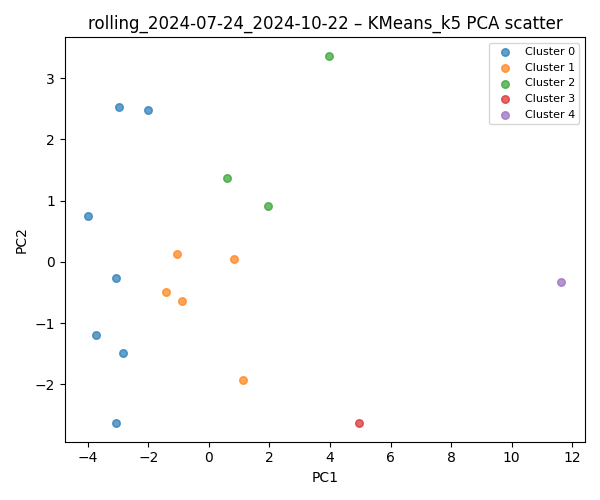 rolling_2024-07-24_2024-10-22 – KMeans_k5 PCA scatter
Cluster 0
Cluster 1
Cluster 2
Cluster 3
Cluster 4
PC2
3
2
1
0
−1
−2
−4
−2
0
2
4
6
8
10
12
PC1